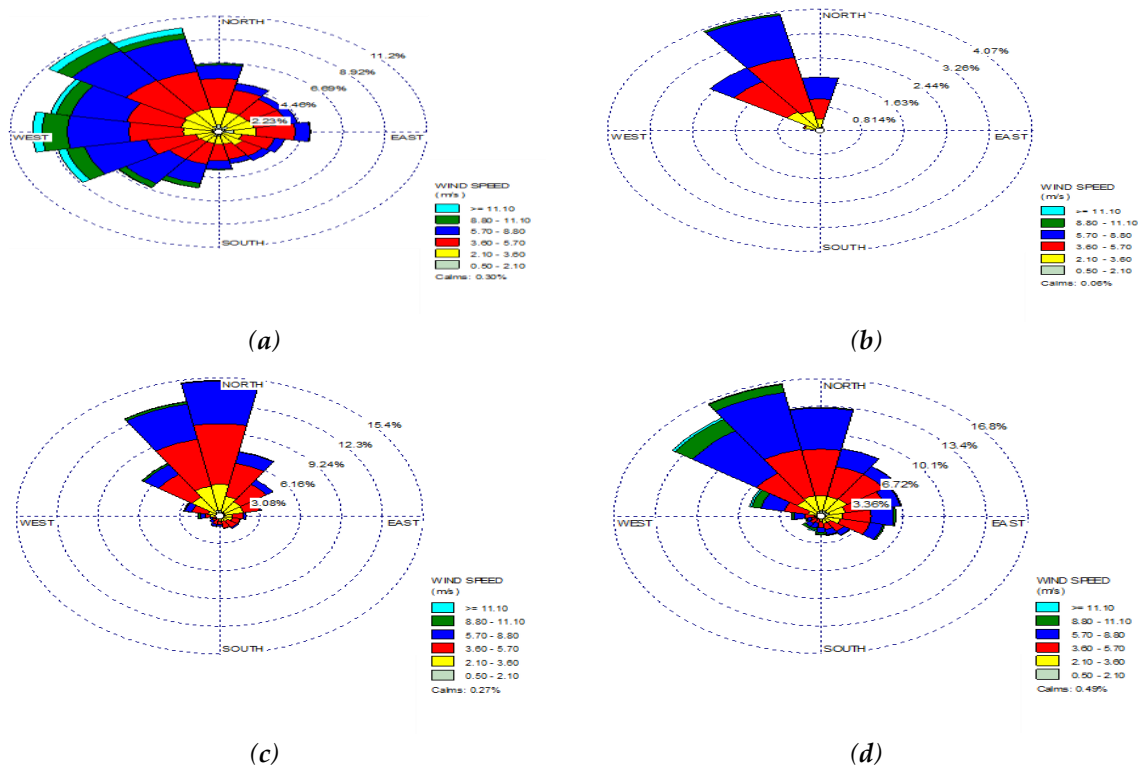 NORTH
11.2%
8.92%
6.69%
4.46%
2.23%
WEST
EAST
SOUTH
WIND SPEED
(m/s)
>= 11.10
8.80 - 11.10
5.70 - 8.80
3.60 - 5.70
2.10 - 3.60
0.50 - 2.10
Calms: 0.30%
(a)
NORTH
4.07%
3.26%
2.44%
1.63%
0.814%
WEST
EAST
SOUTH
WIND SPEED
(m/s)
>= 11.10
8.80 - 11.10
5.70 - 8.80
3.60 - 5.70
2.10 - 3.60
0.50 - 2.10
Calms: 0.06%
(b)
NORTH
15.4%
12.3%
9.24%
6.16%
3.08%
WEST
EAST
SOUTH
WIND SPEED
(m/s)
>= 11.10
8.80 - 11.10
5.70 - 8.80
3.60 - 5.70
2.10 - 3.60
0.50 - 2.10
Calms: 0.27%
(c)
NORTH
16.8%
13.4%
10.1%
6.72%
3.36%
WEST
EAST
SOUTH
WIND SPEED
(m/s)
>= 11.10
8.80 - 11.10
5.70 - 8.80
3.60 - 5.70
2.10 - 3.60
0.50 - 2.10
Calms: 0.49%
(d)